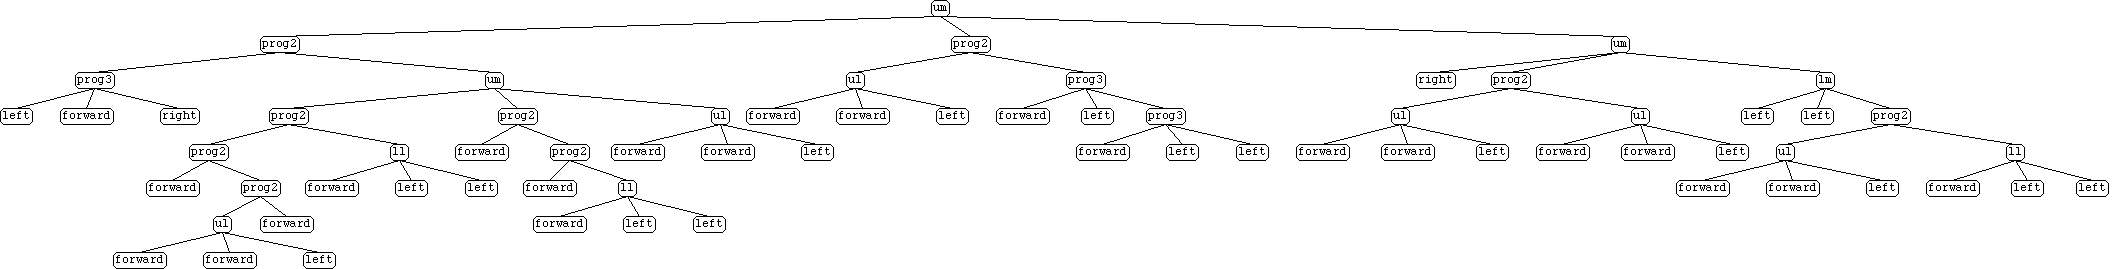 um
prog2 prog2 um
prog3 um ul prog3 right prog2 lm
left forward right prog2 prog2 ul forward forward left forward left prog3 ul ul left left prog2
prog2 ll forward prog2 forward forward left forward left left forward forward left forward forward left ul ll
forward prog2 forward left left forward ll forward forward left forward left left
ul forward forward left left
forward forward left